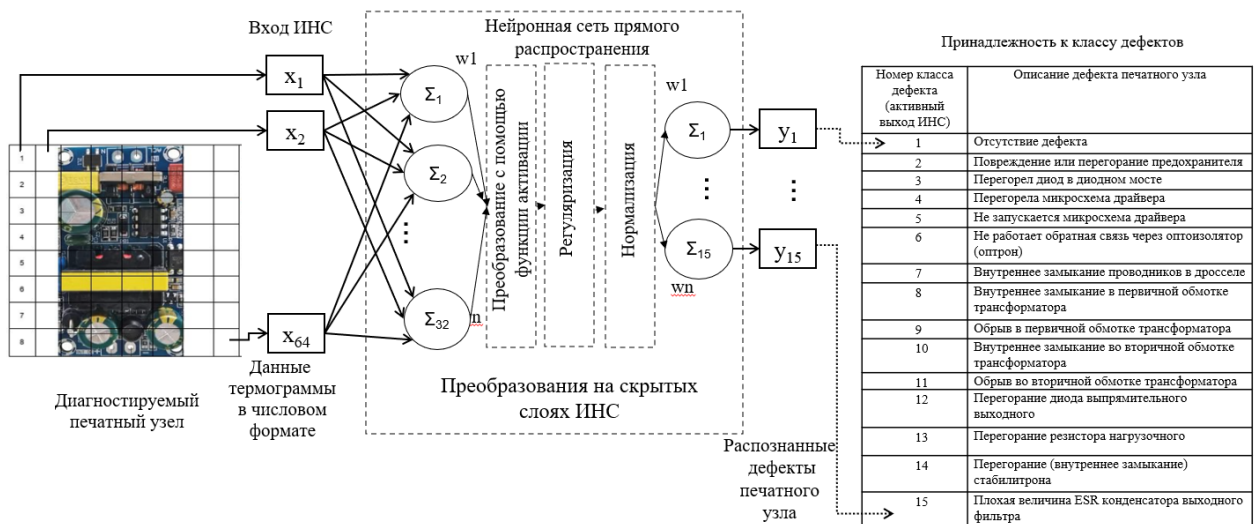 Вход ИНС
Нейронная сеть прямого
распространения
x1
x2
x64
1
2
3
4
5
6
7
8
Диагностируемый
печатный узел
Данные
термограммы
в числовом
формате
w1
Σ1
Σ2
...
Σ32
n
Преобразование с помощью
функции активации
Регуляризация
Нормализация
w1
Σ1
...
Σ15
wn
Преобразования на скрытых
слоях ИНС
y1
...
y15
Распознанные
дефекты
печатного
узла
Принадлежность к классу дефектов
Номер класса
дефекта
(активный
выход ИНС)
Описание дефекта печатного узла
1 Отсутствие дефекта
2 Повреждение или перегорание предохранителя
3 Перегорел диод в диодном мосте
4 Перегорела микросхема драйвера
5 Не запускается микросхема драйвера
6 Не работает обратная связь через оптоизолятор
(оптрон)
7 Внутреннее замыкание проводников в дросселе
8 Внутреннее замыкание в первичной обмотке
трансформатора
9 Обрыв в первичной обмотке трансформатора
10 Внутреннее замыкание во вторичной обмотке
трансформатора
11 Обрыв во вторичной обмотке трансформатора
12 Перегорание диода выпрямительного
выходного
13 Перегорание резистора нагрузочного
14 Перегорание (внутреннее замыкание)
стабилитрона
15 Плохая величина ESR конденсатора выходного
фильтра